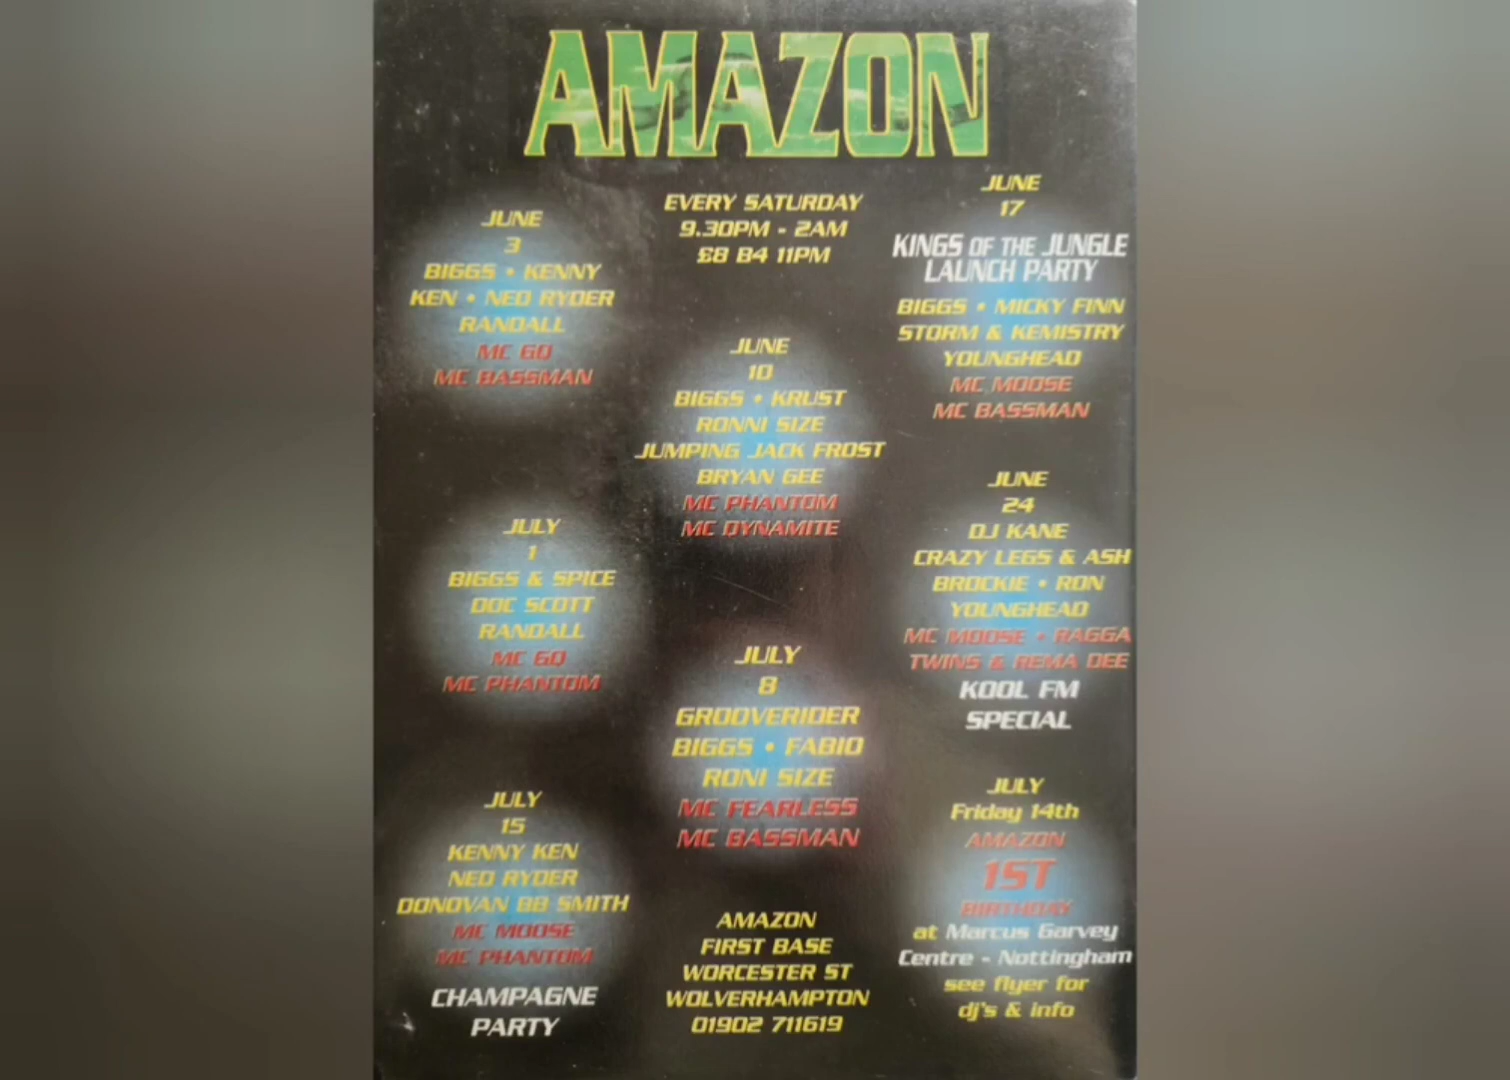 AMAZON
EVERY SATURDAY
9.30PM - 2AM
£8 B4 11PM
JUNE
3
BIGGS • KENNY
KEN • NED RYDER
RANDALL
MC GQ
MC BASSMAN
JUNE
10
BIGGS • KRUST
RONNI SIZE
JUMPING JACK FROST
BRYAN GEE
MC PHANTOM
MC DYNAMITE
JUNE
17
KINGS OF THE JUNGLE
LAUNCH PARTY
BIGGS • MICKY FINN
STORM & KEMISTRY
YOUNGHEAD
MC MOOSE
MC BASSMAN
JUNE
24
DJ KANE
CRAZY LEGS & ASH
BROCKIE • RON
YOUNGHEAD
MC MOOSE • RAGGA
TWINS & REMA DEE
KOOL FM
SPECIAL
JULY
1
BIGGS & SPICE
DOC SCOTT
RANDALL
MC GQ
MC PHANTOM
JULY
8
GROOVERIDER
BIGGS • FABIO
RONI SIZE
MC FEARLESS
MC BASSMAN
JULY
Friday 14th
AMAZON
1ST
BIRTHDAY
at Marcus Garvey
Centre - Nottingham
see flyer for
dj's & info
JULY
15
KENNY KEN
NED RYDER
DONOVAN BB SMITH
MC MOOSE
MC PHANTOM
CHAMPAGNE
PARTY
AMAZON
FIRST BASE
WORCESTER ST
WOLVERHAMPTON
01902 711619